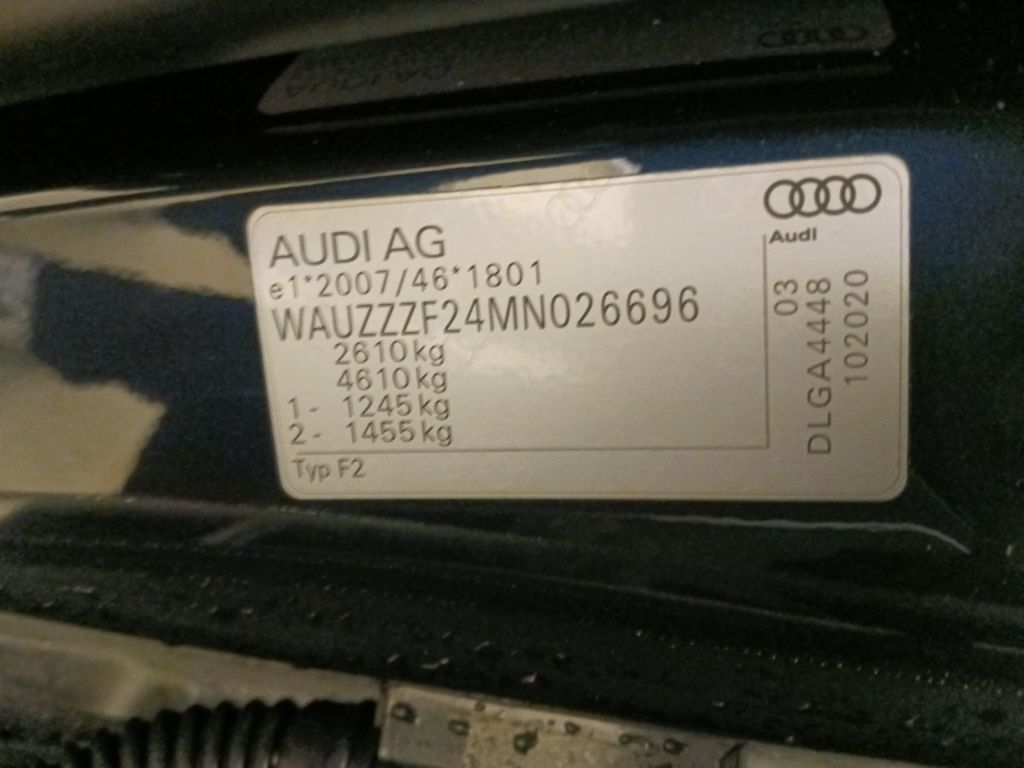 AUDI AG
e1*2007/46*1801
WAUZZZF24MN026696
2610 kg
4610 kg
1 - 1245 kg
2 - 1455 kg
Typ F2
Audi
03
DLGA4448
102020